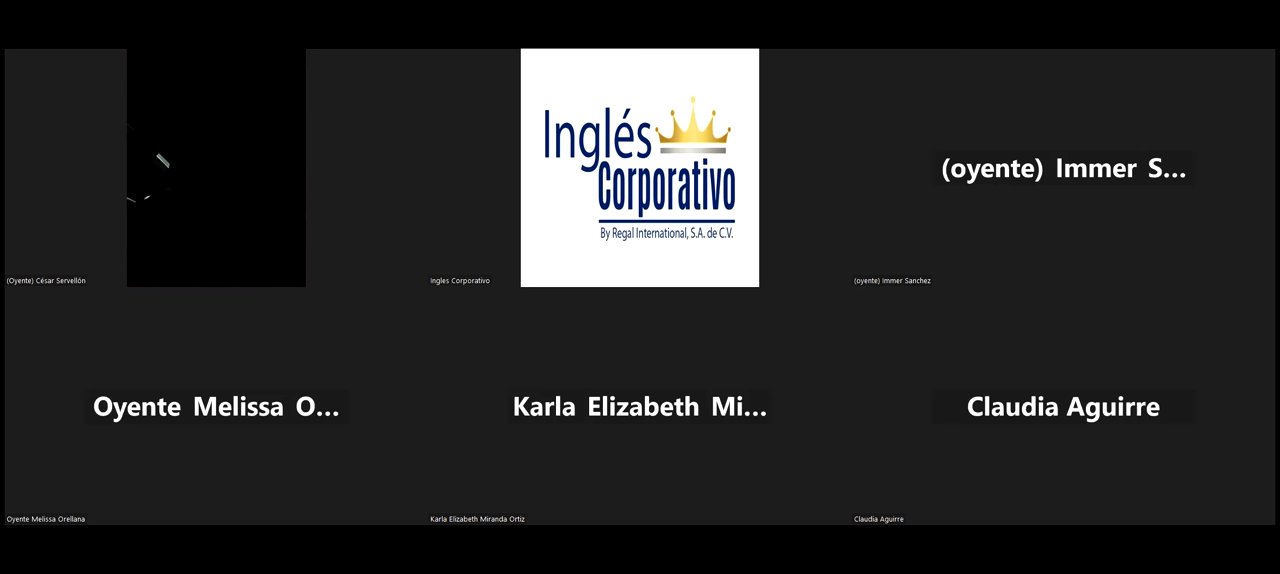 Inglés
Corporativo
By Regal International, S.A. de C.V.
(oyente) Immer S...
(Oyente) César Servellón
Ingles Corporativo
(oyente) Immer Sanchez
Oyente Melissa O...
Karla Elizabeth Mi...
Claudia Aguirre
Oyente Melissa Orellana
Karla Elizabeth Miranda Ortiz
Claudia Aguirre